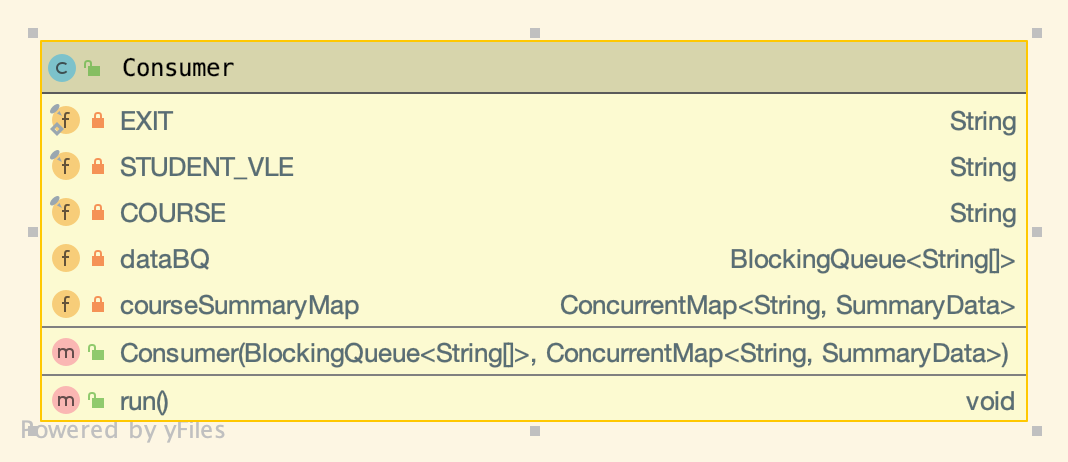 C Consumer
f EXIT String
f STUDENT_VLE String
f COURSE String
f dataBQ BlockingQueue<String[]>
f courseSummaryMap ConcurrentMap<String, SummaryData>
m Consumer(BlockingQueue<String[]>, ConcurrentMap<String, SummaryData>)
m run() void
Powered by yFiles